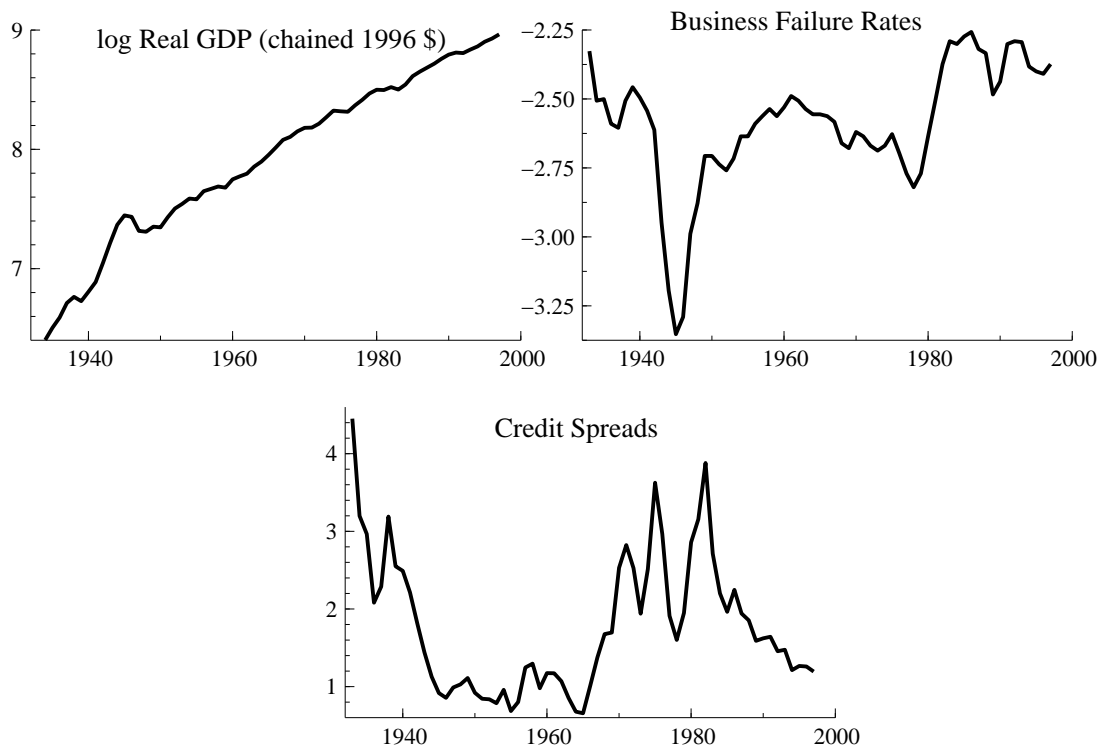 log Real GDP (chained 1996 $)
9
8
7
1940 1960 1980 2000
Business Failure Rates
−2.25
−2.50
−2.75
−3.00
−3.25
1940 1960 1980 2000
Credit Spreads
4
3
2
1
1940 1960 1980 2000